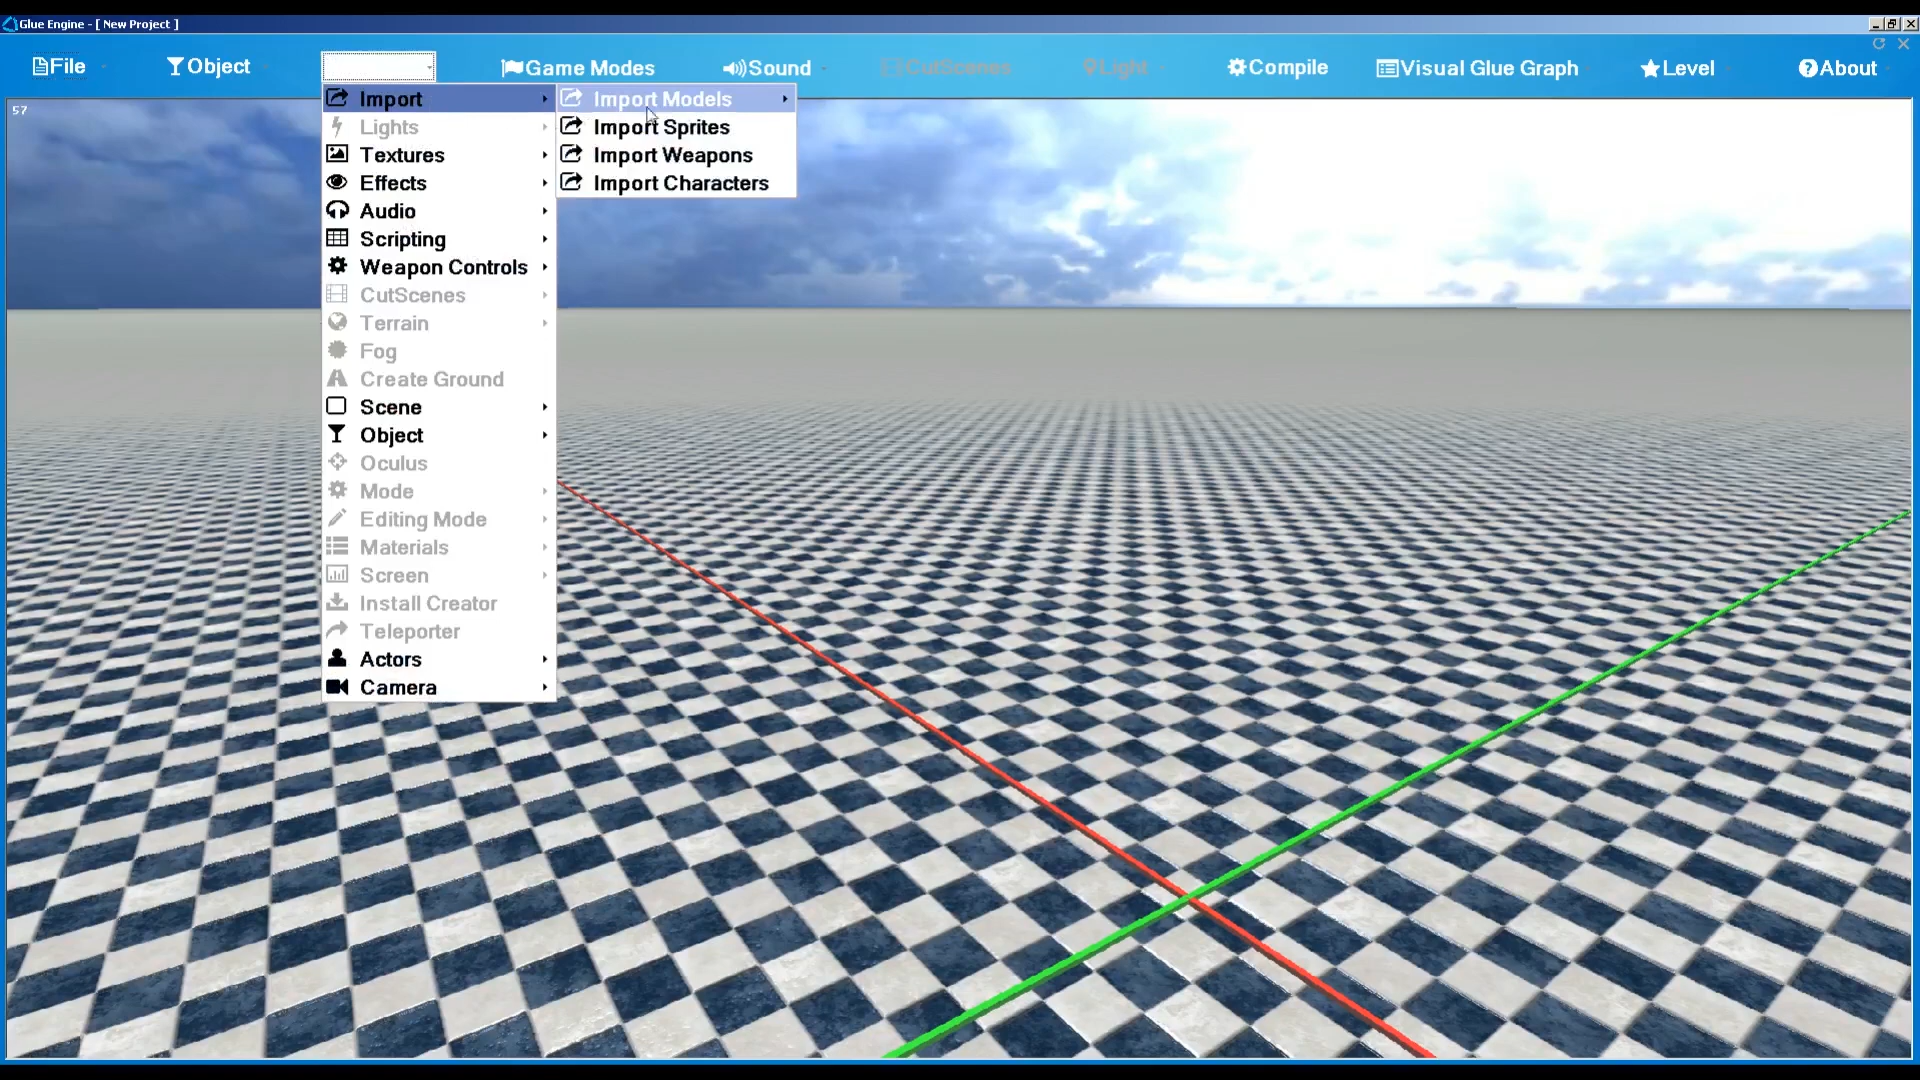 Glue Engine - [ New Project ]
File
Object
Game Modes
Sound
CutScenes
Light
Compile
Visual Glue Graph
Level
About
57
Import
Lights
Textures
Effects
Audio
Scripting
Weapon Controls
CutScenes
Terrain
Fog
Create Ground
Scene
Object
Oculus
Mode
Editing Mode
Materials
Screen
Install Creator
Teleporter
Actors
Camera
Import Models
Import Sprites
Import Weapons
Import Characters